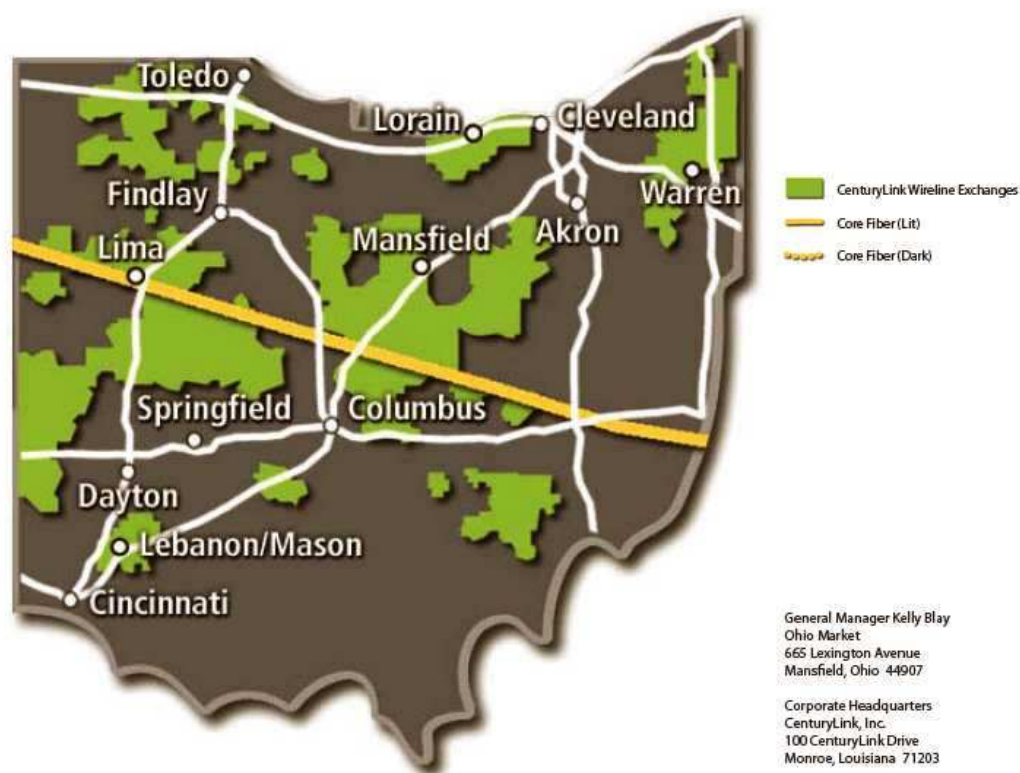 Toledo
Lorain
Cleveland
Findlay
Warren
Akron
Mansfield
Lima
Springfield
Columbus
Dayton
Lebanon/Mason
Cincinnati
CenturyLink Wireline Exchanges
Core Fiber (Lit)
Core Fiber (Dark)
General Manager Kelly Blay
Ohio Market
665 Lexington Avenue
Mansfield, Ohio 44907
Corporate Headquarters
CenturyLink, Inc.
100 CenturyLink Drive
Monroe, Louisiana 71203